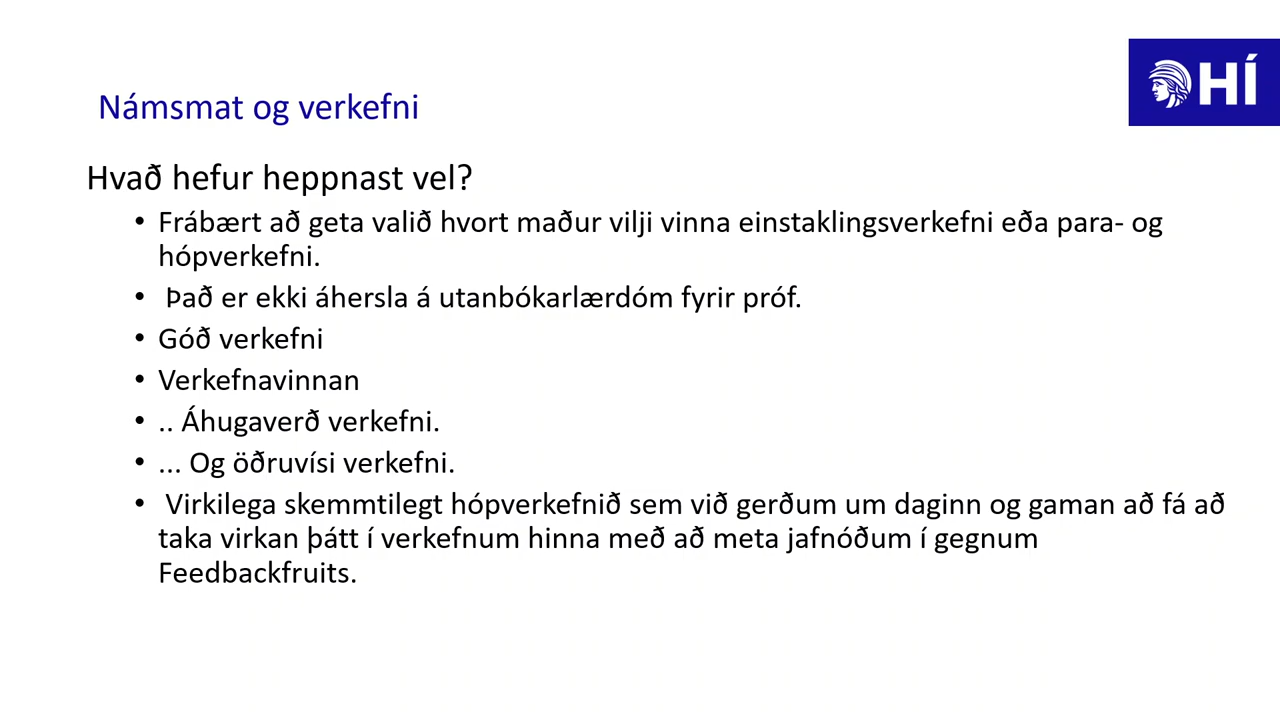 HÍ
Námsmat og verkefni
Hvað hefur heppnast vel?
• Frábært að geta valið hvort maður vilji vinna einstaklingsverkefni eða para- og
hópverkefni.
• Það er ekki áhersla á utanbókarlærdóm fyrir próf.
• Góð verkefni
• Verkefnavinnan
• .. Áhugaverð verkefni.
• ... Og öðruvísi verkefni.
• Virkilega skemmtilegt hópverkefnið sem við gerðum um daginn og gaman að fá að
taka virkan þátt í verkefnum hinna með að meta jafnóðum í gegnum
Feedbackfruits.